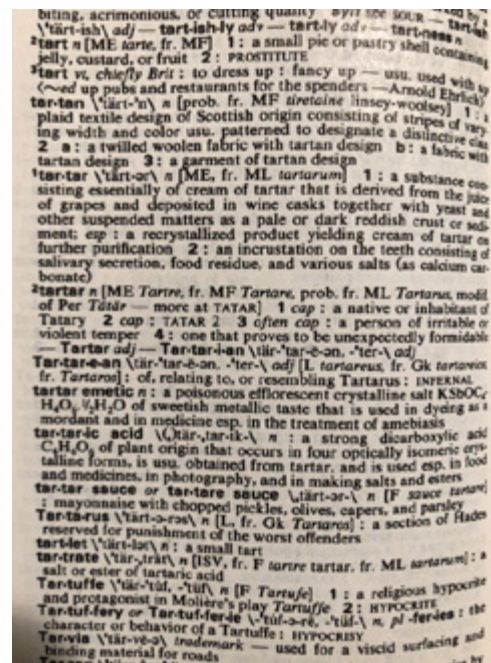 biting, acrimonious, or cutting quality syn see SOUR — tart·ish
\'tärt-ish\ adj — tart·ish·ly adv — tart·ly adv — tart·ness n
²tart n [ME tarte, fr. MF] 1 : a small pie or pastry shell containing
jelly, custard, or fruit 2 : PROSTITUTE
³tart vt, chiefly Brit : to dress up : fancy up — usu. used with up
⟨~ed up pubs and restaurants for the spenders —Arnold Ehrlich⟩
tar·tan \'tärt-ᵊn\ n [prob. fr. MF tiretaine linsey-woolsey] 1 : a
plaid textile design of Scottish origin consisting of stripes of vary-
ing width and color usu. patterned to designate a distinctive clan
2 a : a twilled woolen fabric with tartan design b : a fabric with
tartan design 3 : a garment of tartan design
¹tar·tar \'tärt-ər\ n [ME, fr. ML tartarum] 1 : a substance con-
sisting essentially of cream of tartar that is derived from the juice
of grapes and deposited in wine casks together with yeast and
other suspended matters as a pale or dark reddish crust or sedi-
ment; esp : a recrystallized product yielding cream of tartar on
further purification 2 : an incrustation on the teeth consisting of
salivary secretion, food residue, and various salts (as calcium car-
bonate)
²tartar n [ME Tartre, fr. MF Tartare, prob. fr. ML Tartarus, modif.
of Per Tātār — more at TATAR] 1 cap : a native or inhabitant of
Tatary 2 cap : TATAR 2 3 often cap : a person of irritable or
violent temper 4 : one that proves to be unexpectedly formidable
— Tartar adj — Tar·tar·i·an \tär-'tar-ē-ən, -'ter-\ adj
Tar·tar·e·an \tär-'tar-ē-ən, -'ter-\ adj [L tartareus, fr. Gk tartareios,
fr. Tartaros] : of, relating to, or resembling Tartarus : INFERNAL
tartar emetic n : a poisonous efflorescent crystalline salt KSbOC₄
H₄O₆·½H₂O of sweetish metallic taste that is used in dyeing as a
mordant and in medicine esp. in the treatment of amebiasis
tar·tar·ic acid \(ˌ)tär-ˌtar-ik-\ n : a strong dicarboxylic acid
C₄H₆O₆ of plant origin that occurs in four optically isomeric crys-
talline forms, is usu. obtained from tartar, and is used esp. in food
and medicines, in photography, and in making salts and esters
tar·tar sauce or tar·tare sauce \ˌtärt-ər-\ n [F sauce tartare]
: mayonnaise with chopped pickles, olives, capers, and parsley
Tar·ta·rus \'tärt-ə-rəs\ n [L, fr. Gk Tartaros] : a section of Hades
reserved for punishment of the worst offenders
tart·let \'tärt-lət\ n : a small tart
tar·trate \'tär-ˌtrāt\ n [ISV, fr. F tartre tartar, fr. ML tartarum] : a
salt or ester of tartaric acid
Tar·tuffe \tär-'tüf, -'tuf\ n [F Tartufe] 1 : a religious hypocrite
and protagonist in Molière's play Tartuffe 2 : HYPOCRITE
Tar·tuf·fery or Tar·tuf·fer·ie \-'tüf-ə-rē, -'tuf-\ n, pl -fer·ies : the
character or behavior of a Tartuffe : HYPOCRISY
Tar·via \'tär-vē-ə\ trademark — used for a viscid surfacing and
binding material for roads